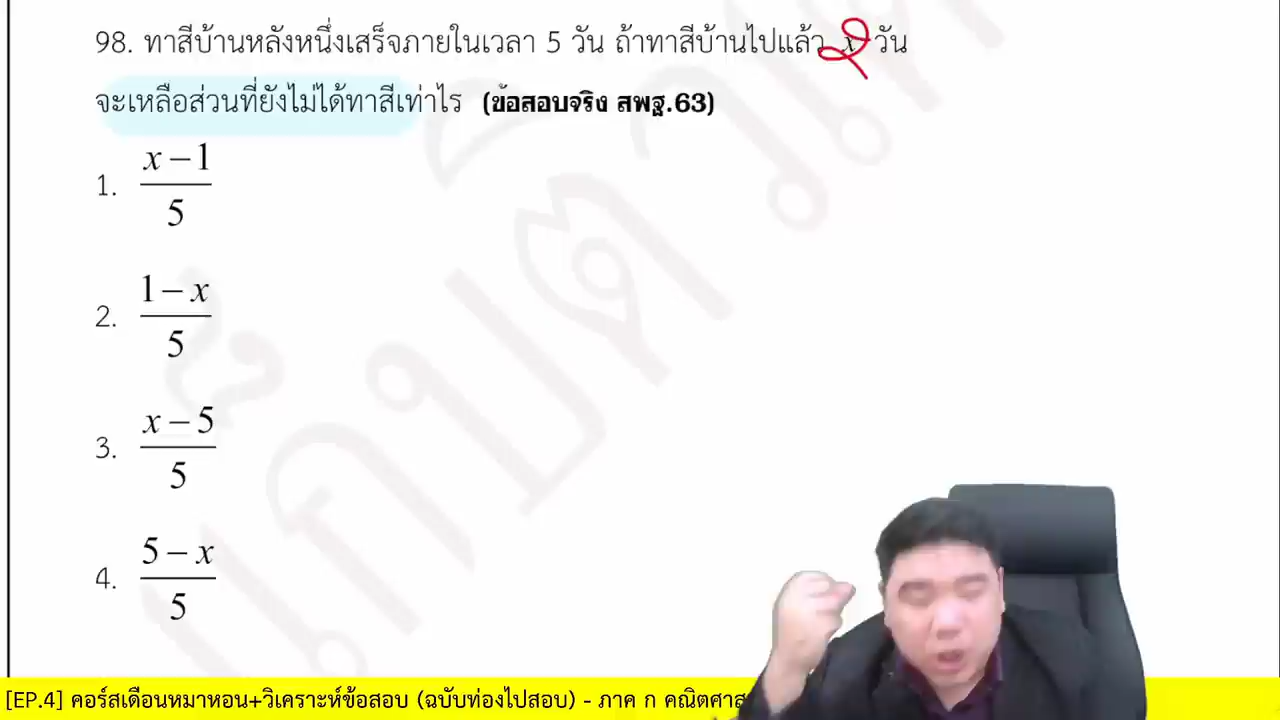 98. ทาสีบ้านหลังหนึ่งเสร็จภายในเวลา 5 วัน ถ้าทาสีบ้านไปแล้ว x วัน
จะเหลือส่วนที่ยังไม่ได้ทาสีเท่าไร (ข้อสอบจริง สพฐ.63)
1. x − 1
5
2. 1 − x
5
3. x − 5
5
4. 5 − x
5
[EP.4] คอร์สเดือนหมาหอน+วิเคราะห์ข้อสอบ (ฉบับท่องไปสอบ) - ภาค ก